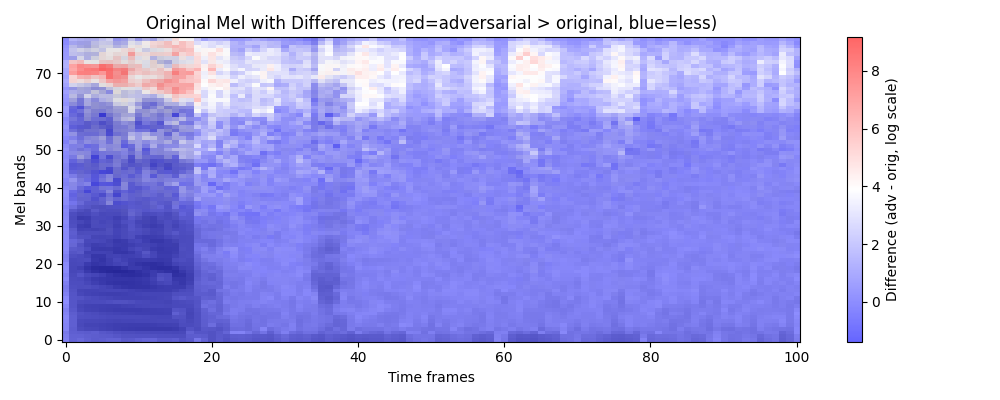 Original Mel with Differences (red=adversarial > original, blue=less)
Mel bands
70
60
50
40
30
20
10
0
0 20 40 60 80 100
Time frames
8
6
4
2
0
Difference (adv - orig, log scale)